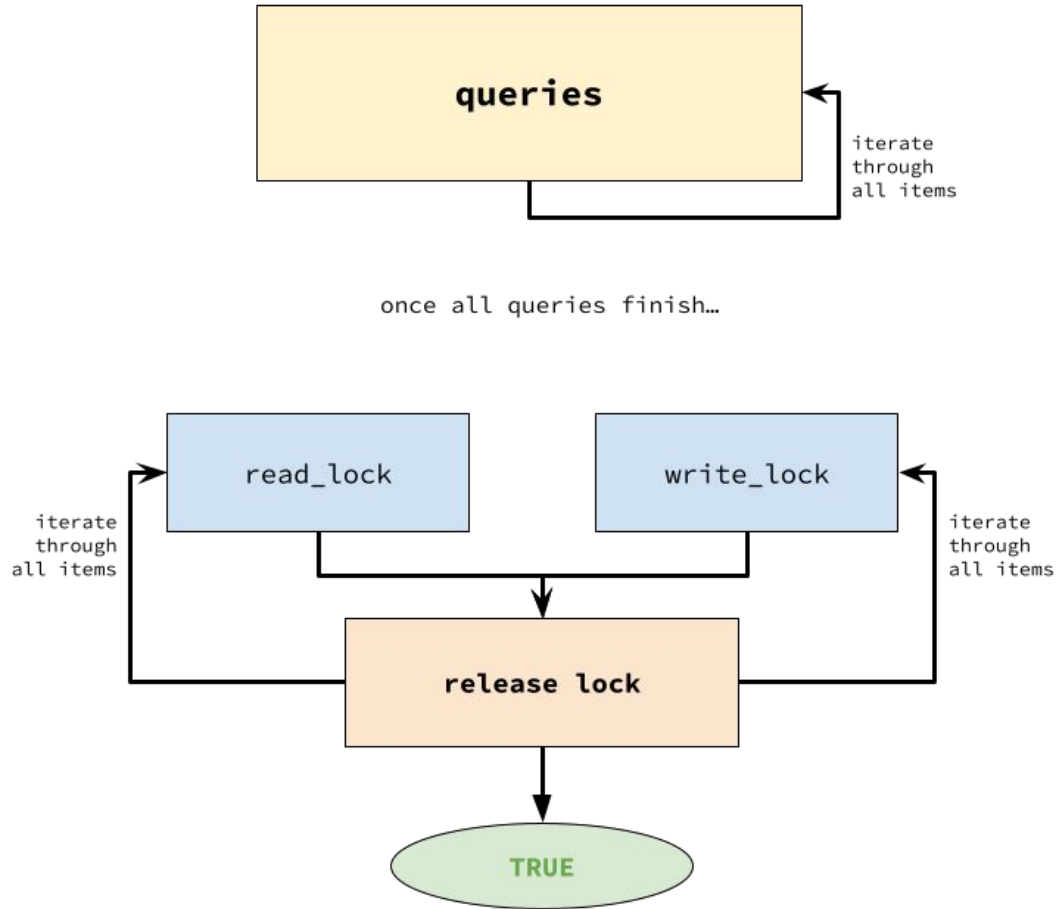 queries
iterate
through
all items
once all queries finish…
read_lock
write_lock
iterate
through
all items
iterate
through
all items
release lock
TRUE